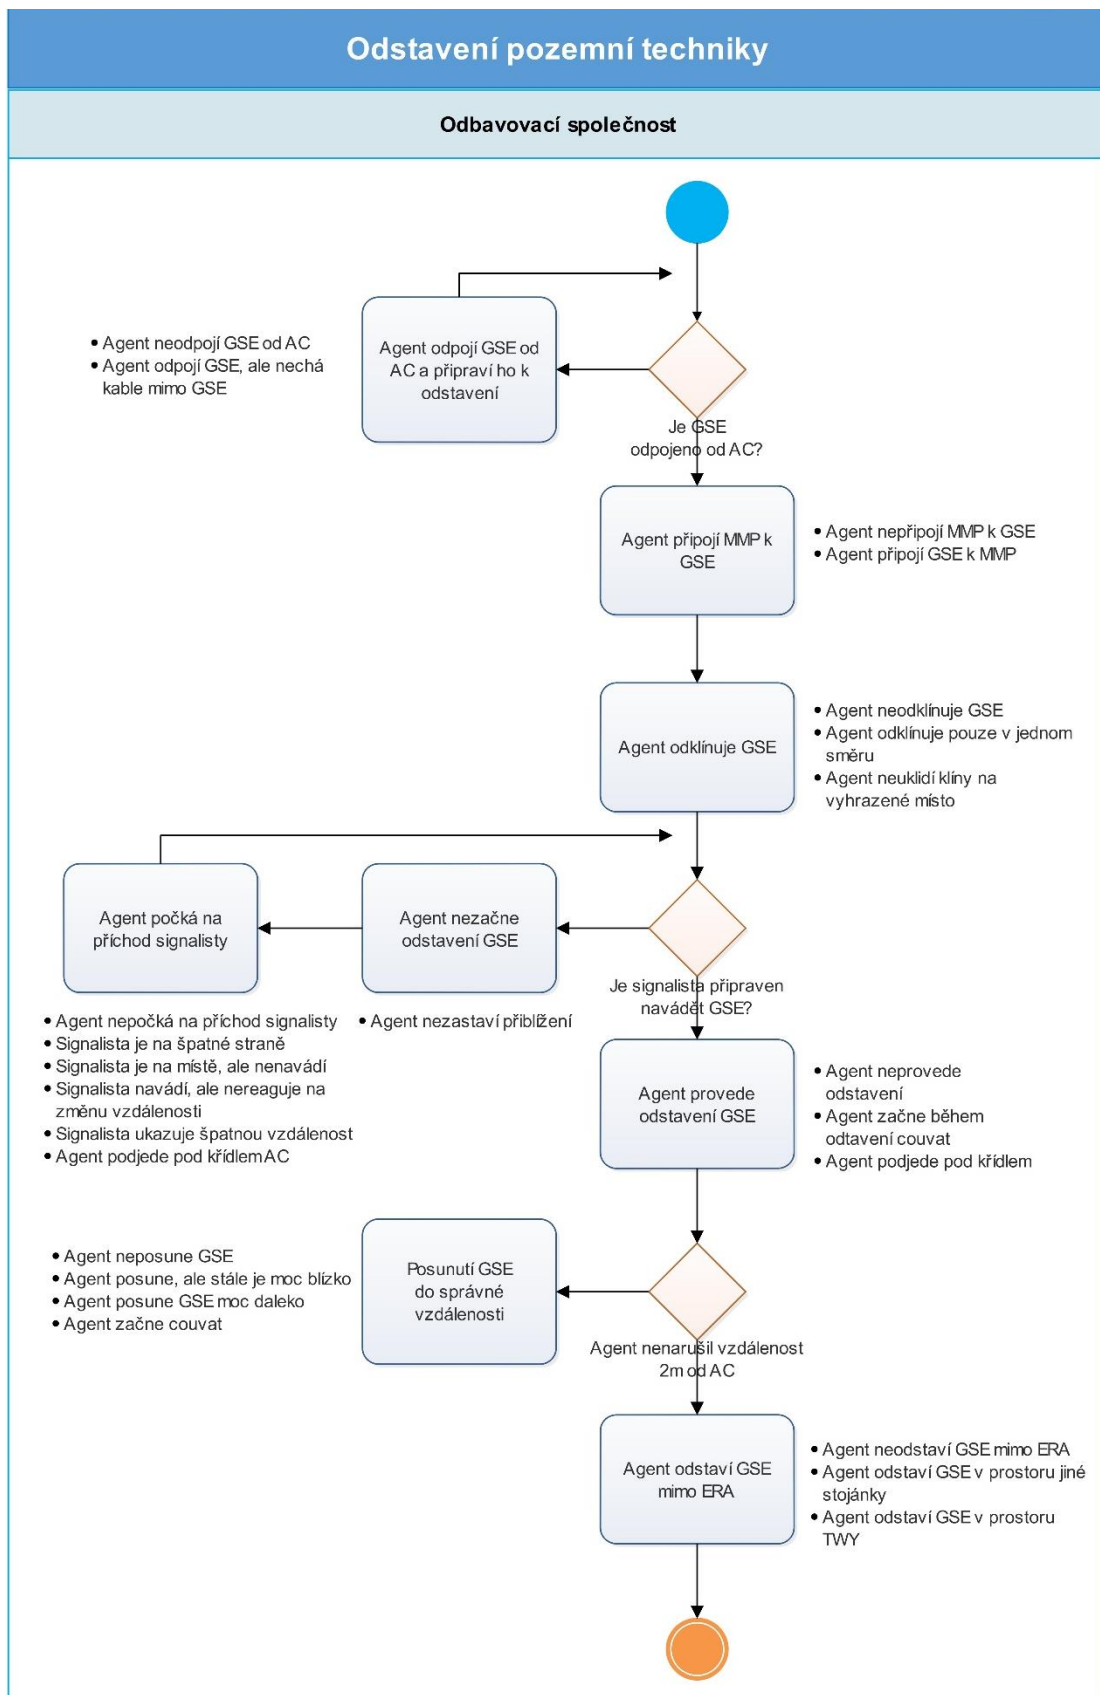 Odstavení pozemní techniky
Odbavovací společnost
• Agent neodpojí GSE od AC
• Agent odpojí GSE, ale nechá
kable mimo GSE
Agent odpojí GSE od
AC a připraví ho k
odstavení
Je GSE
odpojeno od AC?
Agent připojí MMP k
GSE
• Agent nepřipojí MMP k GSE
• Agent připojí GSE k MMP
Agent odklínuje GSE
• Agent neodklínuje GSE
• Agent odklínuje pouze v jednom
směru
• Agent neuklidí klíny na
vyhrazené místo
Agent počká na
příchod signalisty
Agent nezačne
odstavení GSE
Je signalista připraven
navádět GSE?
• Agent nepočká na příchod signalisty
• Signalista je na špatné straně
• Signalista je na místě, ale nenavádí
• Signalista navádí, ale nereaguje na
změnu vzdálenosti
• Signalista ukazuje špatnou vzdálenost
• Agent podjede pod křídlem AC
• Agent nezastaví přiblížení
Agent provede
odstavení GSE
• Agent neprovede
odstavení
• Agent začne během
odtavení couvat
• Agent podjede pod křídlem
• Agent neposune GSE
• Agent posune, ale stále je moc blízko
• Agent posune GSE moc daleko
• Agent začne couvat
Posunutí GSE
do správné
vzdálenosti
Agent nenarušil vzdálenost
2m od AC
Agent odstaví GSE
mimo ERA
• Agent neodstaví GSE mimo ERA
• Agent odstaví GSE v prostoru jiné
stojánky
• Agent odstaví GSE v prostoru
TWY